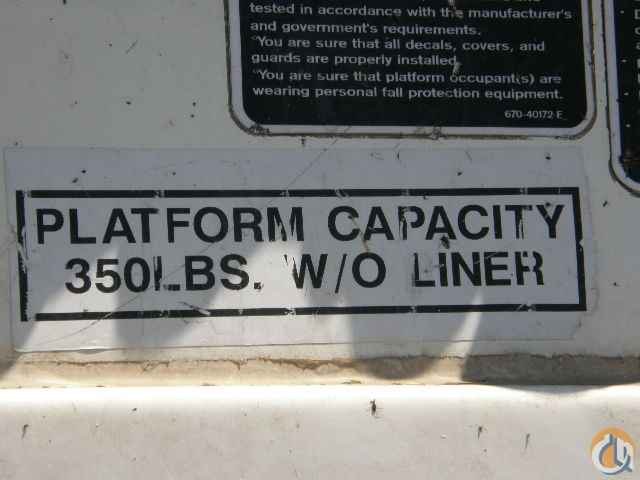 tested in accordance with the manufacturer's
and government's requirements.
"You are sure that all decals, covers, and
guards are properly installed.
"You are sure that platform occupant(s) are
wearing personal fall protection equipment.
670-40172 E
PLATFORM CAPACITY
350LBS. W/O LINER